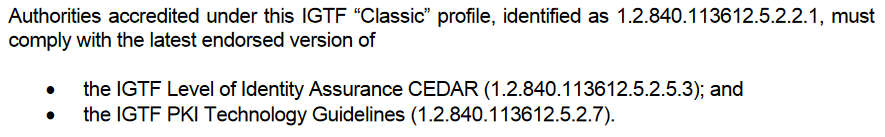 Authorities accredited under this IGTF “Classic” profile, identified as 1.2.840.113612.5.2.2.1, must
comply with the latest endorsed version of
• the IGTF Level of Identity Assurance CEDAR (1.2.840.113612.5.2.5.3); and
• the IGTF PKI Technology Guidelines (1.2.840.113612.5.2.7).